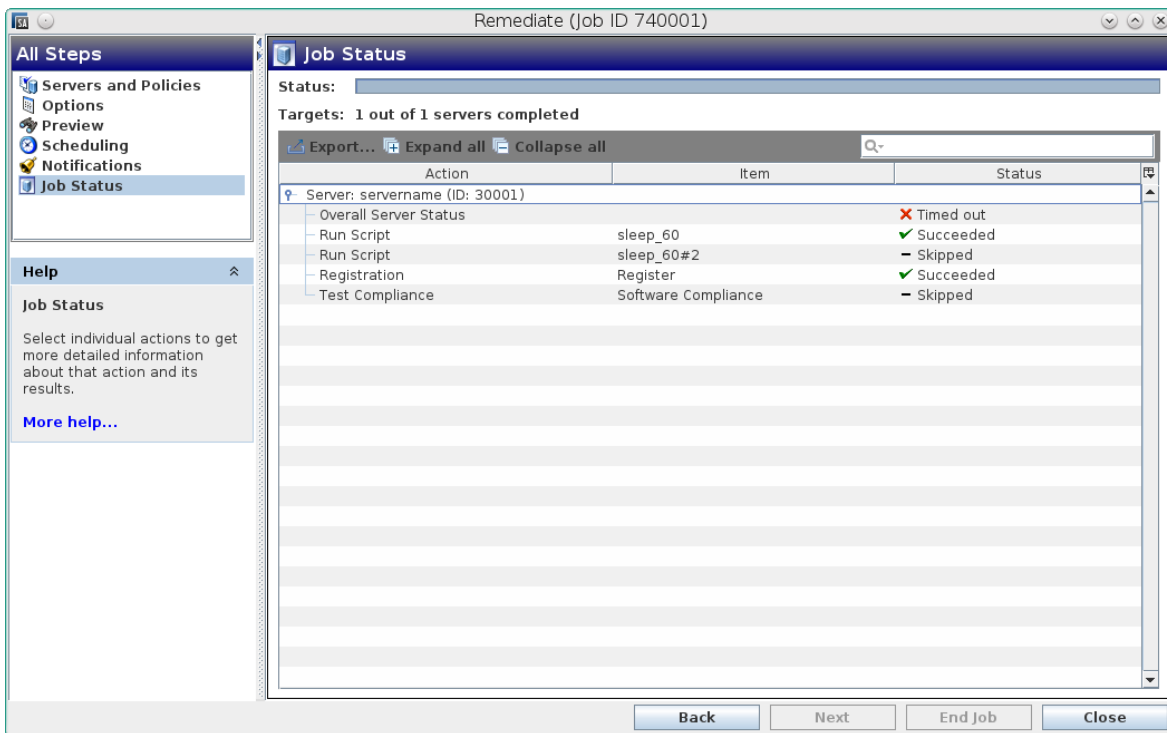 SA
Remediate (Job ID 740001)
All Steps
Servers and Policies
Options
Preview
Scheduling
Notifications
Job Status
Help
Job Status
Select individual actions to get
more detailed information
about that action and its
results.
More help...
Job Status
Status:
Targets: 1 out of 1 servers completed
Export... Expand all Collapse all
Action Item Status
Server: servername (ID: 30001)
Overall Server Status Timed out
Run Script sleep_60 Succeeded
Run Script sleep_60#2 Skipped
Registration Register Succeeded
Test Compliance Software Compliance Skipped
Back Next End Job Close